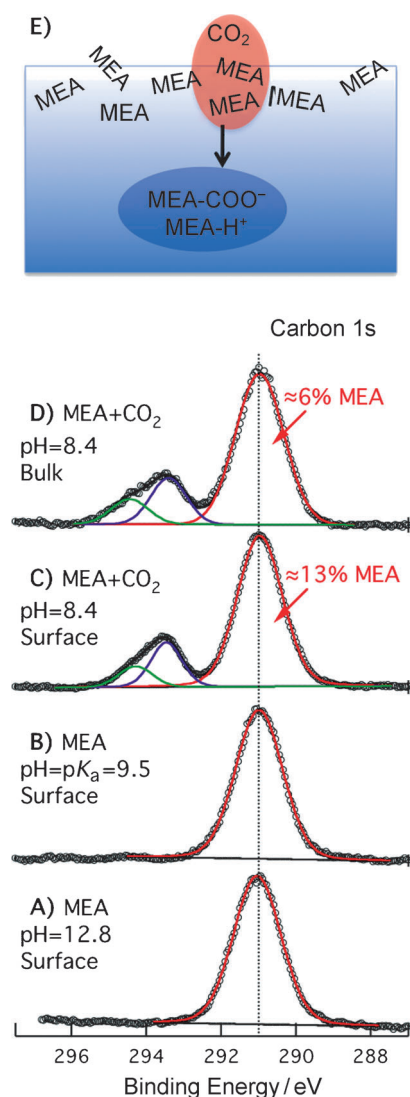 E)
CO₂
MEA MEA MEA MEA MEA MEA
MEA MEA
MEA-COO⁻
MEA-H⁺
Carbon 1s
D) MEA+CO₂
pH=8.4
Bulk
≈6% MEA
C) MEA+CO₂
pH=8.4
Surface
≈13% MEA
B) MEA
pH=pKₐ=9.5
Surface
A) MEA
pH=12.8
Surface
296 294 292 290 288
Binding Energy / eV